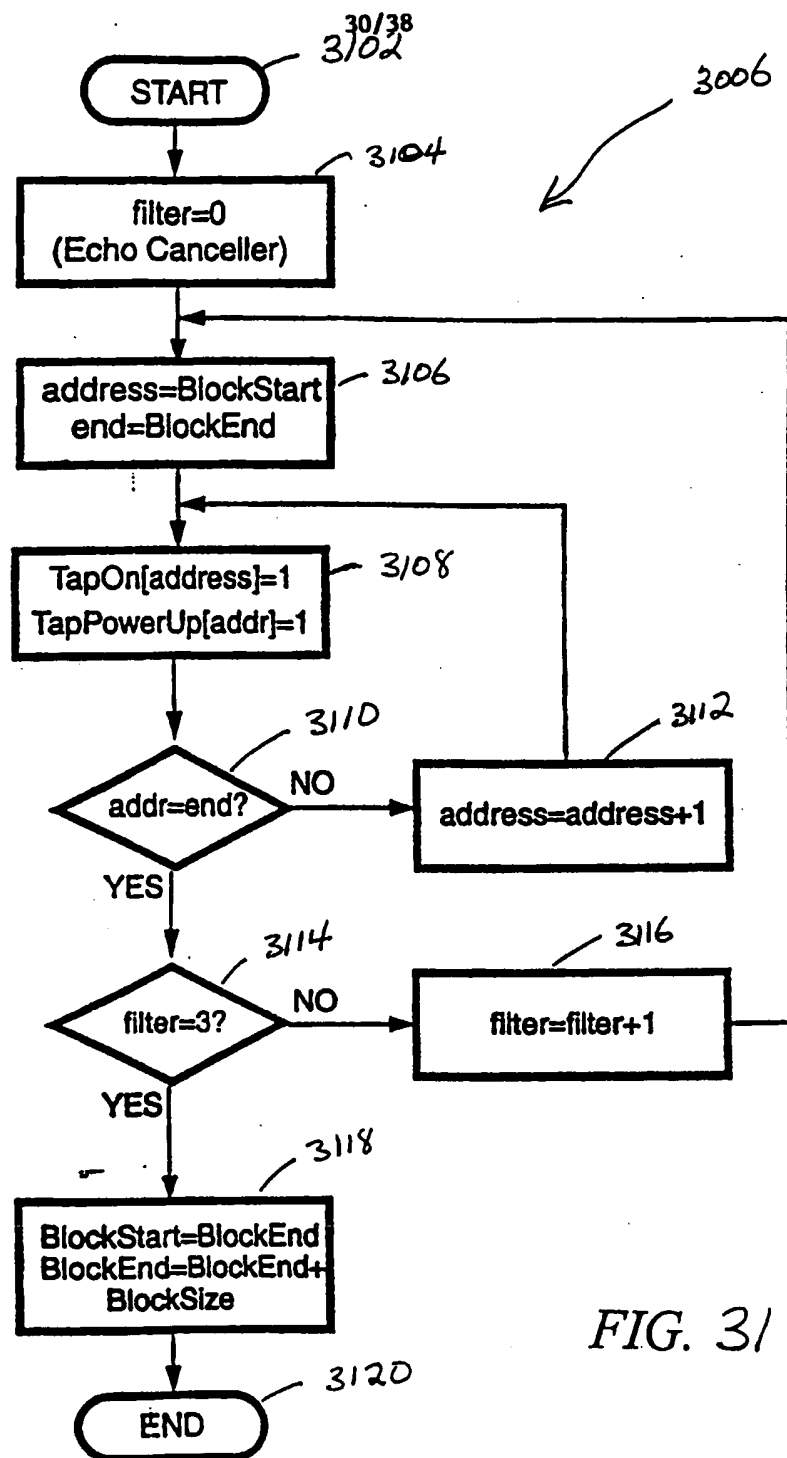 30/38
3102
START
3006
3104
filter=0
(Echo Canceller)
3106
address=BlockStart
end=BlockEnd
3108
TapOn[address]=1
TapPowerUp[addr]=1
3110
3112
addr=end?
NO
address=address+1
YES
3114
3116
filter=3?
NO
filter=filter+1
YES
3118
BlockStart=BlockEnd
BlockEnd=BlockEnd+
BlockSize
FIG. 31
3120
END